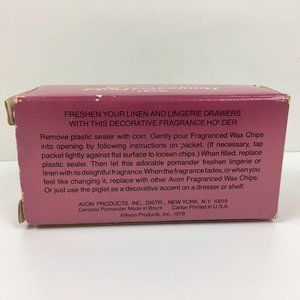 FRESHEN YOUR LINEN AND LINGERIE DRAWERS
WITH THIS DECORATIVE FRAGRANCE HOLDER
Remove plastic sealer with coin. Gently pour Fragranced Wax Chips
into opening by following instructions on packet. (If necessary, tap
packet lightly against flat surface to loosen chips.) When filled, replace
plastic sealer. Then let this adorable pomander freshen lingerie or
linen with its delightful fragrance. When the fragrance fades, or when you
feel like changing it, replace with other Avon Fragranced Wax Chips.
Or just use the piglet as a decorative accent on a dresser or shelf.
AVON PRODUCTS, INC., DISTR., NEW YORK, N.Y. 10019
Ceramic Pomander Made in Brazil Carton Printed in U.S.A.
©Avon Products, Inc., 1978